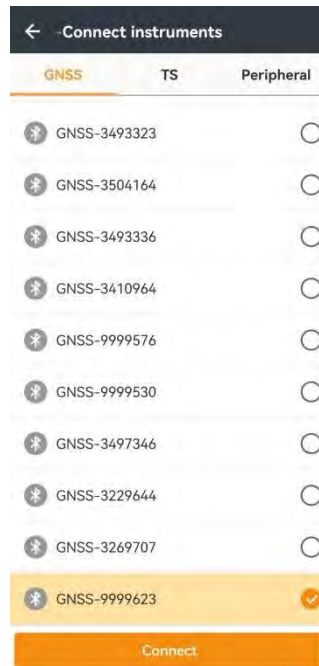 -Connect instruments
GNSS TS Peripheral
GNSS-3493323
GNSS-3504164
GNSS-3493336
GNSS-3410964
GNSS-9999576
GNSS-9999530
GNSS-3497346
GNSS-3229644
GNSS-3269707
GNSS-9999623
Connect